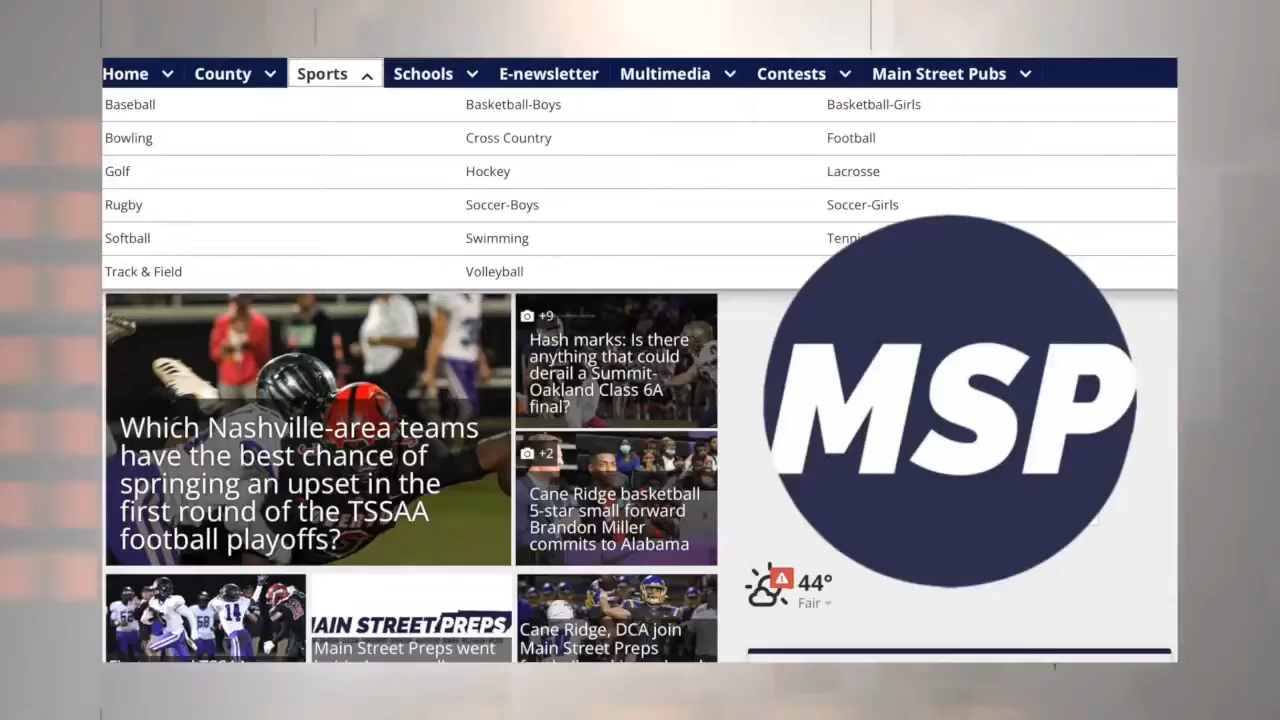 Home County Sports Schools E-newsletter Multimedia Contests Main Street Pubs
Baseball Basketball-Boys Basketball-Girls
Bowling Cross Country Football
Golf Hockey Lacrosse
Rugby Soccer-Boys Soccer-Girls
Softball Swimming
Track & Field Volleyball
Which Nashville-area teams
have the best chance of
springing an upset in the
first round of the TSSAA
football playoffs?
+9
Hash marks: Is there
anything that could
derail a Summit-
Oakland Class 6A
final?
+2
Cane Ridge basketball
5-star small forward
Brandon Miller
commits to Alabama
MSP
44°
Fair
14
MAIN STREET PREPS
Main Street Preps went
Cane Ridge, DCA join
Main Street Preps